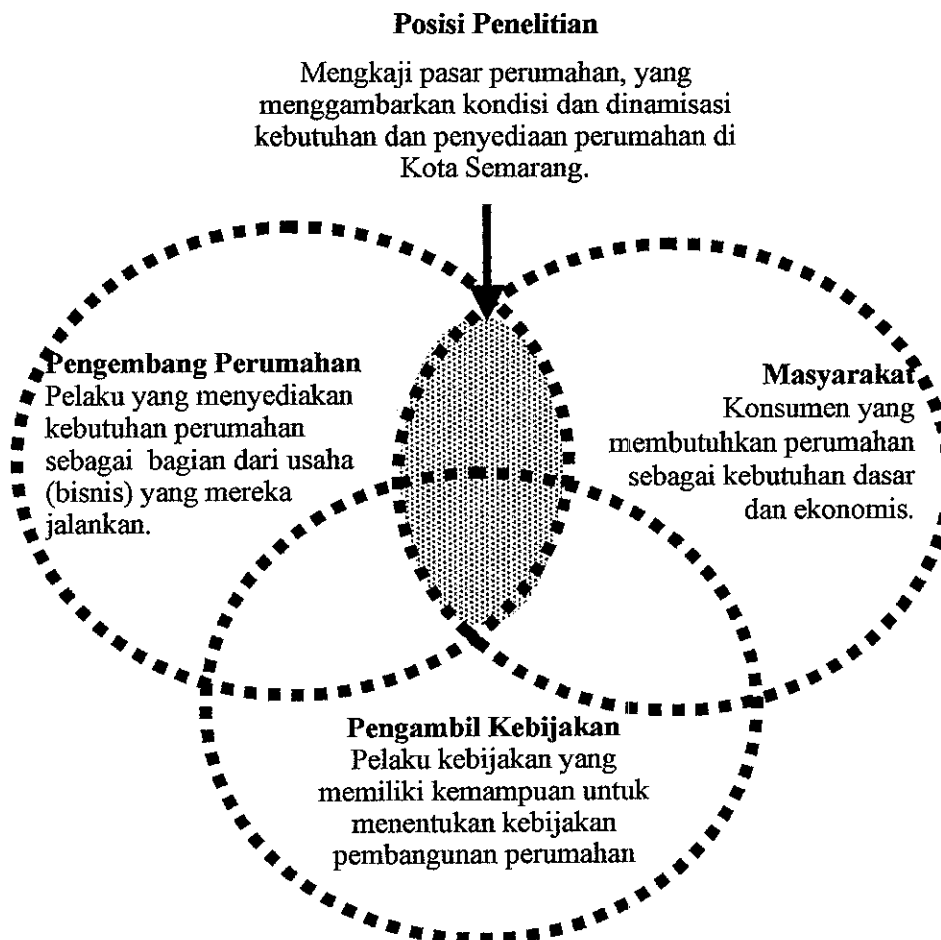 Posisi Penelitian
Mengkaji pasar perumahan, yang
menggambarkan kondisi dan dinamisasi
kebutuhan dan penyediaan perumahan di
Kota Semarang.
Pengembang Perumahan
Pelaku yang menyediakan
kebutuhan perumahan
sebagai bagian dari usaha
(bisnis) yang mereka
jalankan.
Masyarakat
Konsumen yang
membutuhkan perumahan
sebagai kebutuhan dasar
dan ekonomis.
Pengambil Kebijakan
Pelaku kebijakan yang
memiliki kemampuan untuk
menentukan kebijakan
pembangunan perumahan